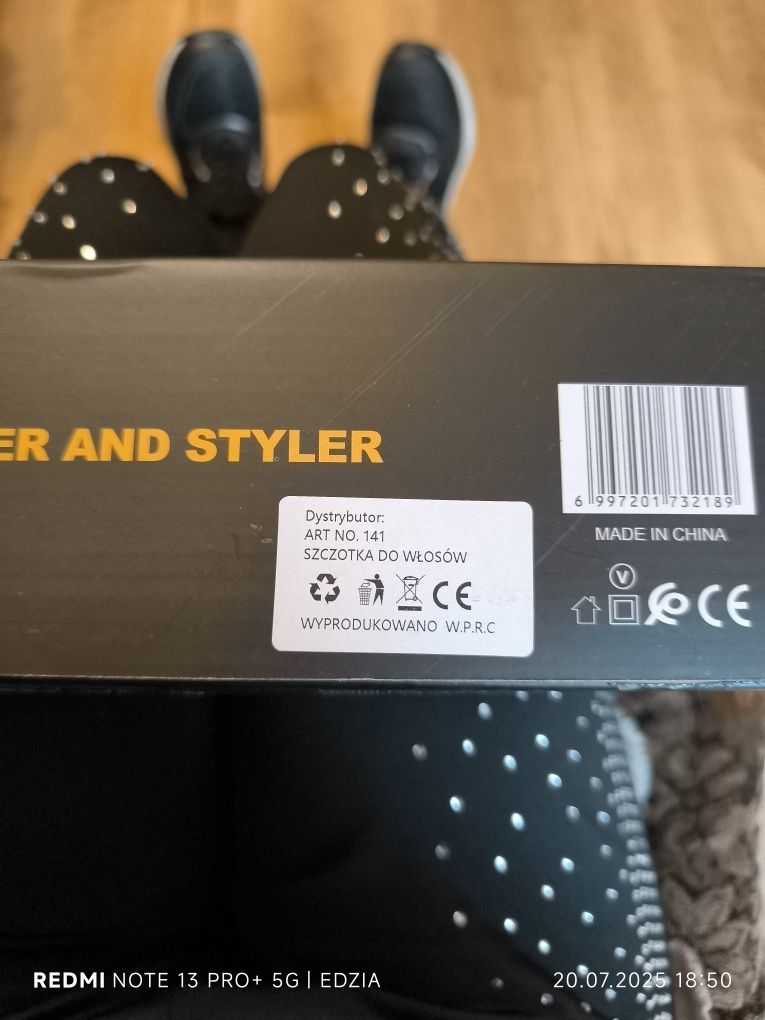 ER AND STYLER
6 997201 732189
MADE IN CHINA
Dystrybutor:
ART NO. 141
SZCZOTKA DO WŁOSÓW
CE
WYPRODUKOWANO W.P.R.C
V
CE
REDMI NOTE 13 PRO+ 5G | EDZIA
20.07.2025 18:50